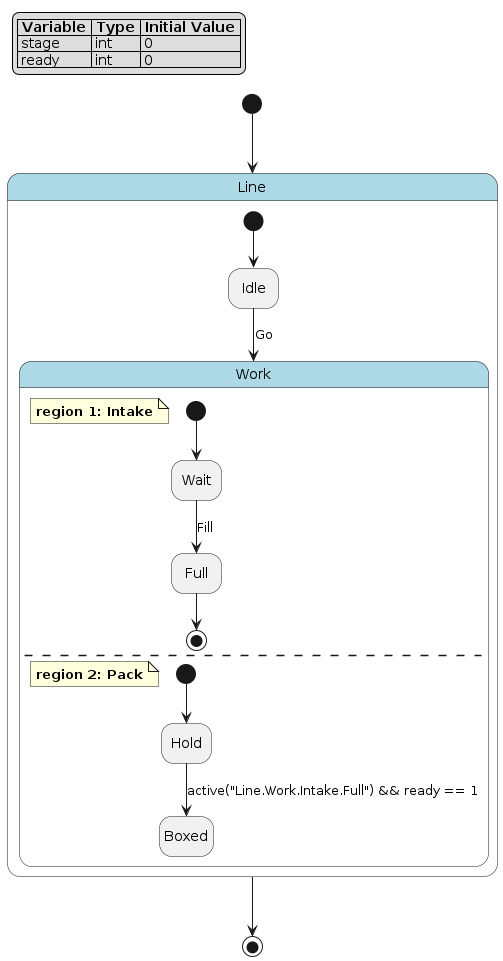 Variable Type Initial Value
stage int 0
ready int 0
Line
Idle
Go
Work
region 1: Intake
Wait
Fill
Full
region 2: Pack
Hold
active("Line.Work.Intake.Full") && ready == 1
Boxed